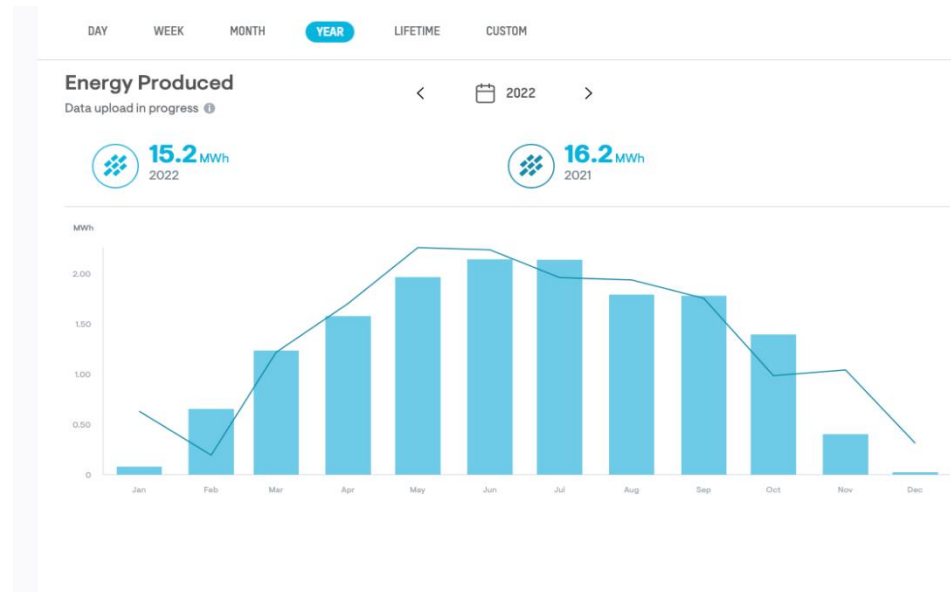 DAY WEEK MONTH YEAR LIFETIME CUSTOM
Energy Produced
Data upload in progress
2022
15.2 MWh
2022
16.2 MWh
2021
MWh
2.00
1.50
1.00
0.50
0
Jan Feb Mar Apr May Jun Jul Aug Sep Oct Nov Dec